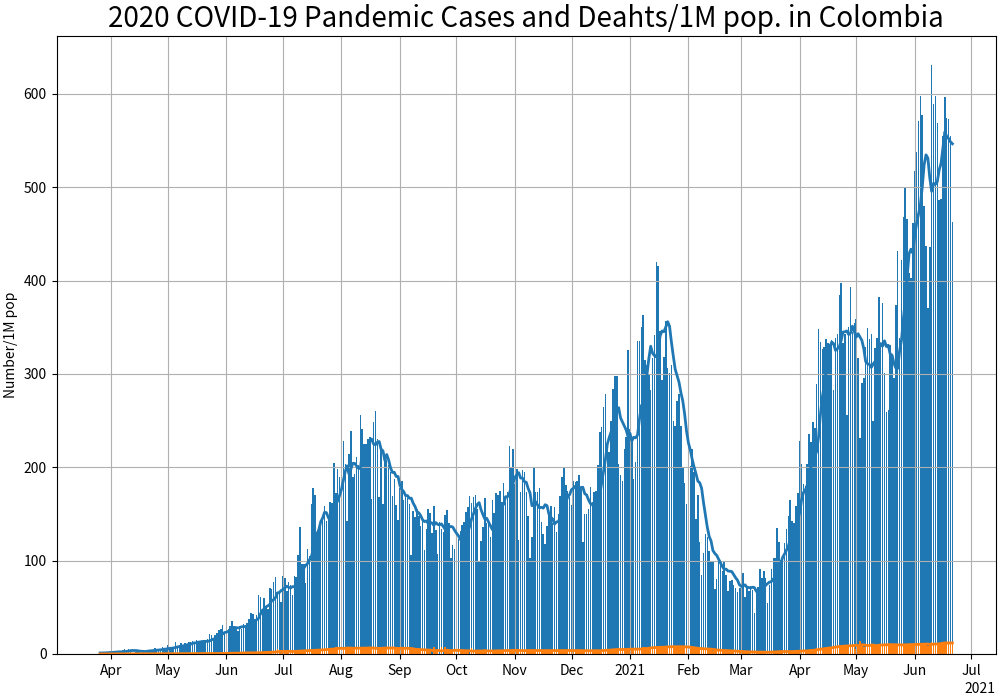 2020 COVID-19 Pandemic Cases and Deahts/1M pop. in Colombia
Number/1M pop
600
500
400
300
200
100
0
Apr May Jun Jul Aug Sep Oct Nov Dec 2021 Feb Mar Apr May Jun Jul
2021